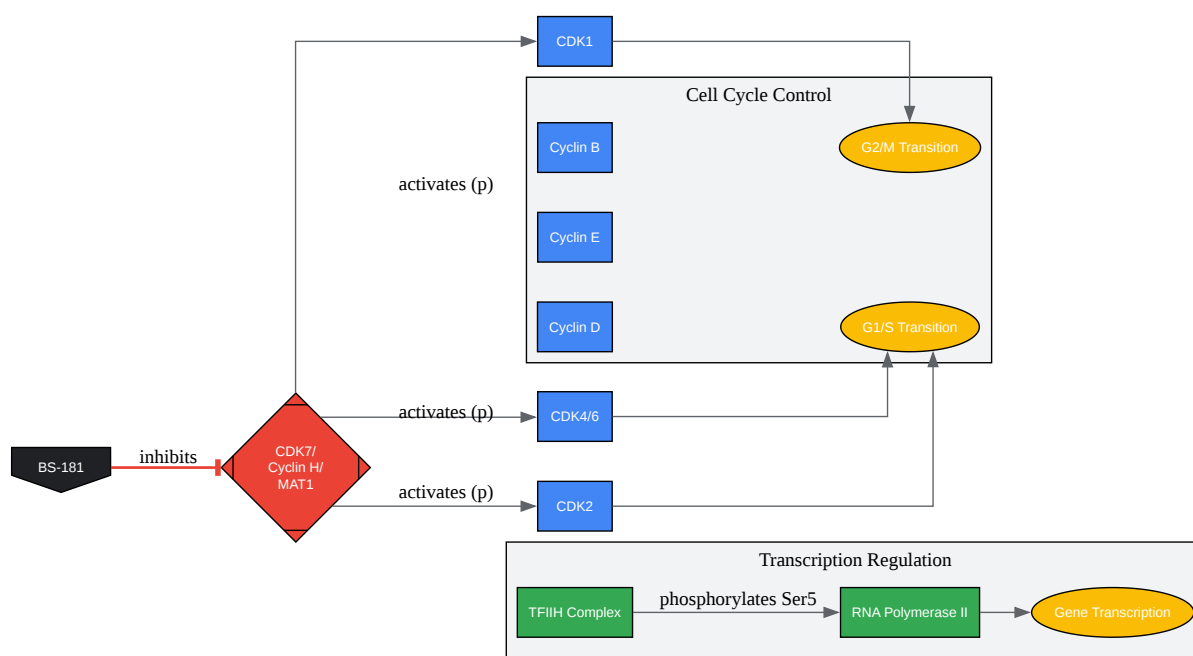 CDK1
Cell Cycle Control
Cyclin B
G2/M Transition
activates (p)
Cyclin E
Cyclin D
G1/S Transition
activates (p)
CDK4/6
BS-181
inhibits
CDK7/
Cyclin H/
MAT1
activates (p)
CDK2
Transcription Regulation
TFIIH Complex
phosphorylates Ser5
RNA Polymerase II
Gene Transcription